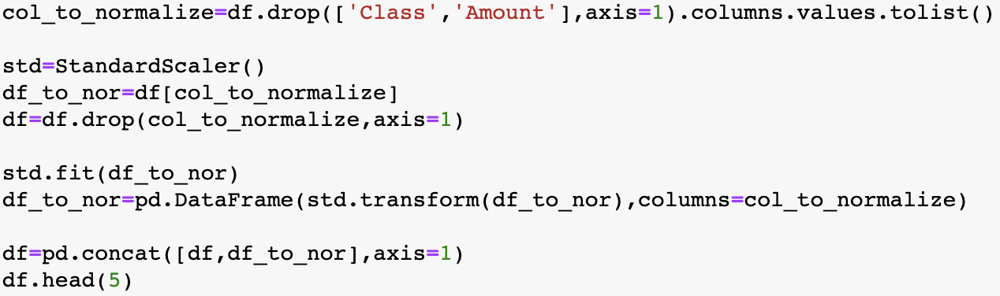 col_to_normalize=df.drop(['Class','Amount'],axis=1).columns.values.tolist()
std=StandardScaler()
df_to_nor=df[col_to_normalize]
df=df.drop(col_to_normalize,axis=1)
std.fit(df_to_nor)
df_to_nor=pd.DataFrame(std.transform(df_to_nor),columns=col_to_normalize)
df=pd.concat([df,df_to_nor],axis=1)
df.head(5)